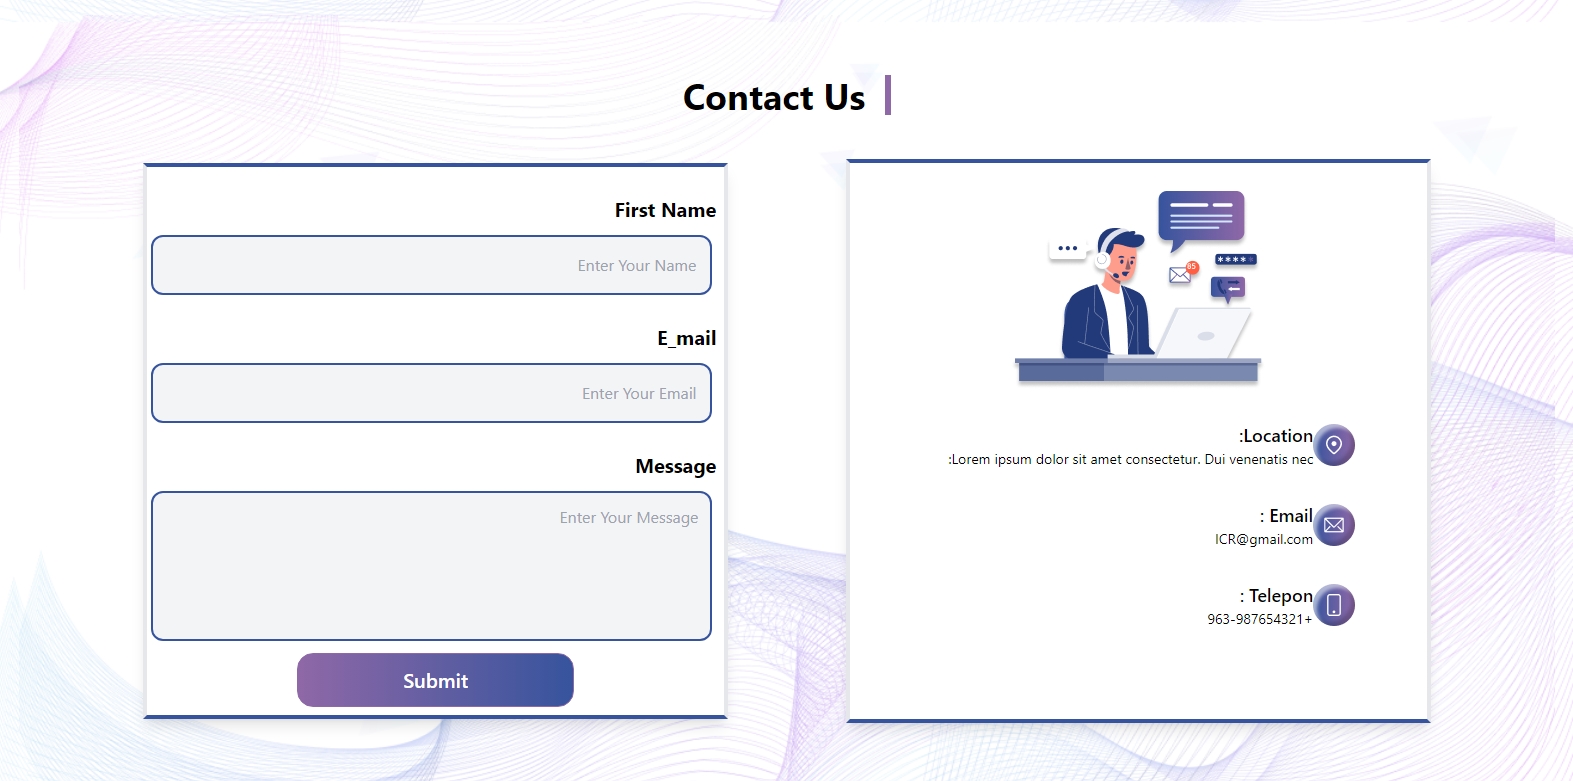 Contact Us
First Name
Enter Your Name
E_mail
Enter Your Email
Message
Enter Your Message
Submit
85
****
:Location
:Lorem ipsum dolor sit amet consectetur. Dui venenatis nec
: Email
ICR@gmail.com
: Telepon
963-987654321+